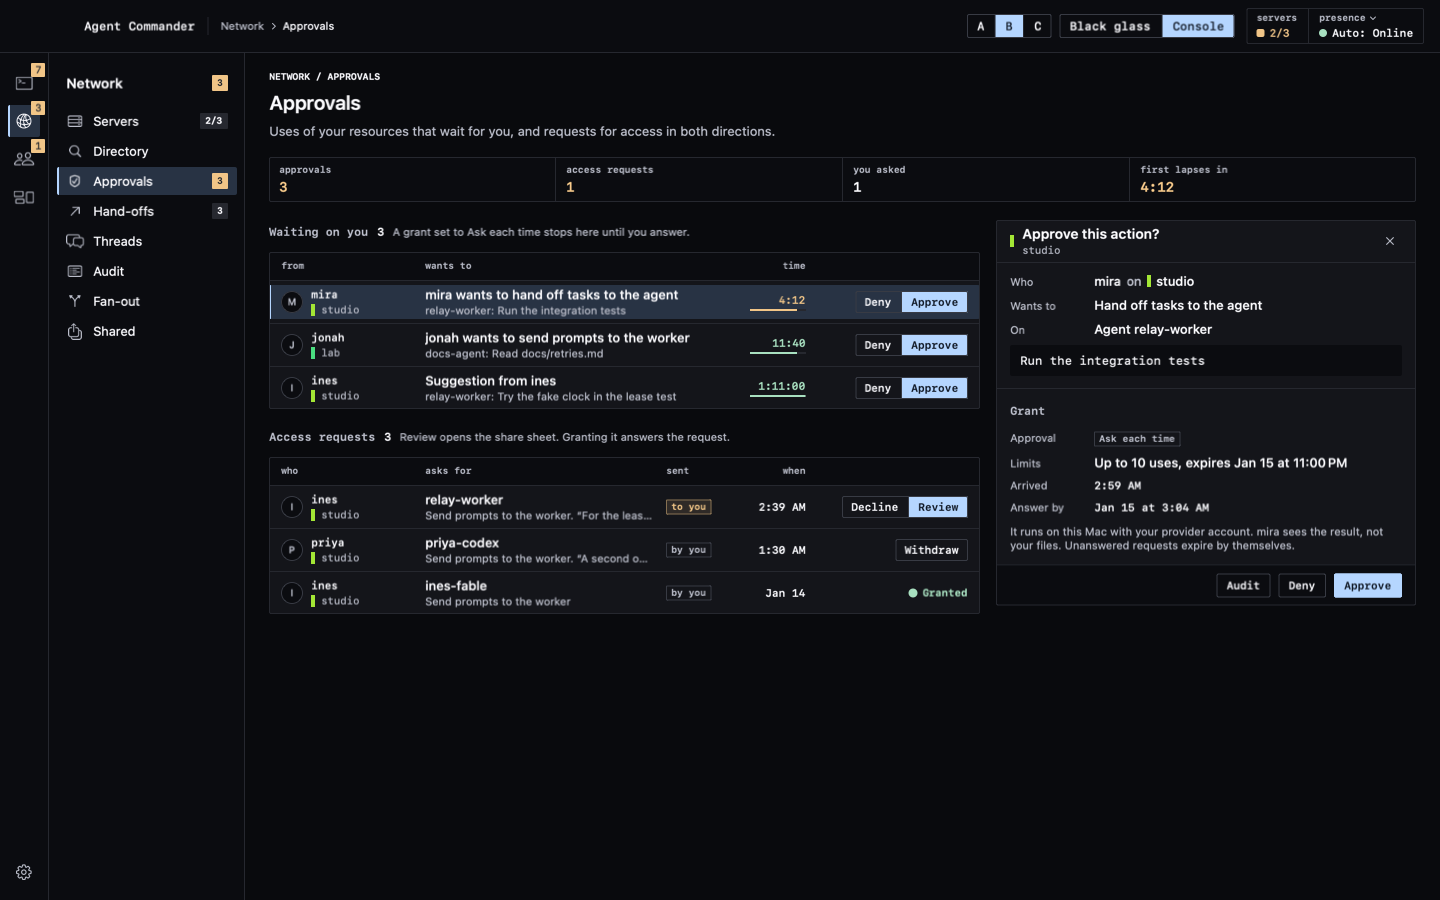 Agent Commander
Network > Approvals
A B C
Black glass Console
servers
2/3
presence
Auto: Online
7
3
1
Network 3
Servers 2/3
Directory
Approvals 3
Hand-offs 3
Threads
Audit
Fan-out
Shared
NETWORK / APPROVALS
Approvals
Uses of your resources that wait for you, and requests for access in both directions.
approvals
3
access requests
1
you asked
1
first lapses in
4:12
Waiting on you 3 A grant set to Ask each time stops here until you answer.
from wants to time
M mira
studio
mira wants to hand off tasks to the agent
relay-worker: Run the integration tests
4:12
Deny Approve
J jonah
lab
jonah wants to send prompts to the worker
docs-agent: Read docs/retries.md
11:40
Deny Approve
I ines
studio
Suggestion from ines
relay-worker: Try the fake clock in the lease test
1:11:00
Deny Approve
Access requests 3 Review opens the share sheet. Granting it answers the request.
who asks for sent when
I ines
studio
relay-worker
Send prompts to the worker. “For the leas…
to you
2:39 AM
Decline Review
P priya
studio
priya-codex
Send prompts to the worker. “A second o…
by you
1:30 AM
Withdraw
I ines
studio
ines-fable
Send prompts to the worker
by you
Jan 14
Granted
Approve this action?
studio
Who mira on studio
Wants to Hand off tasks to the agent
On Agent relay-worker
Run the integration tests
Grant
Approval Ask each time
Limits Up to 10 uses, expires Jan 15 at 11:00 PM
Arrived 2:59 AM
Answer by Jan 15 at 3:04 AM
It runs on this Mac with your provider account. mira sees the result, not
your files. Unanswered requests expire by themselves.
Audit Deny Approve